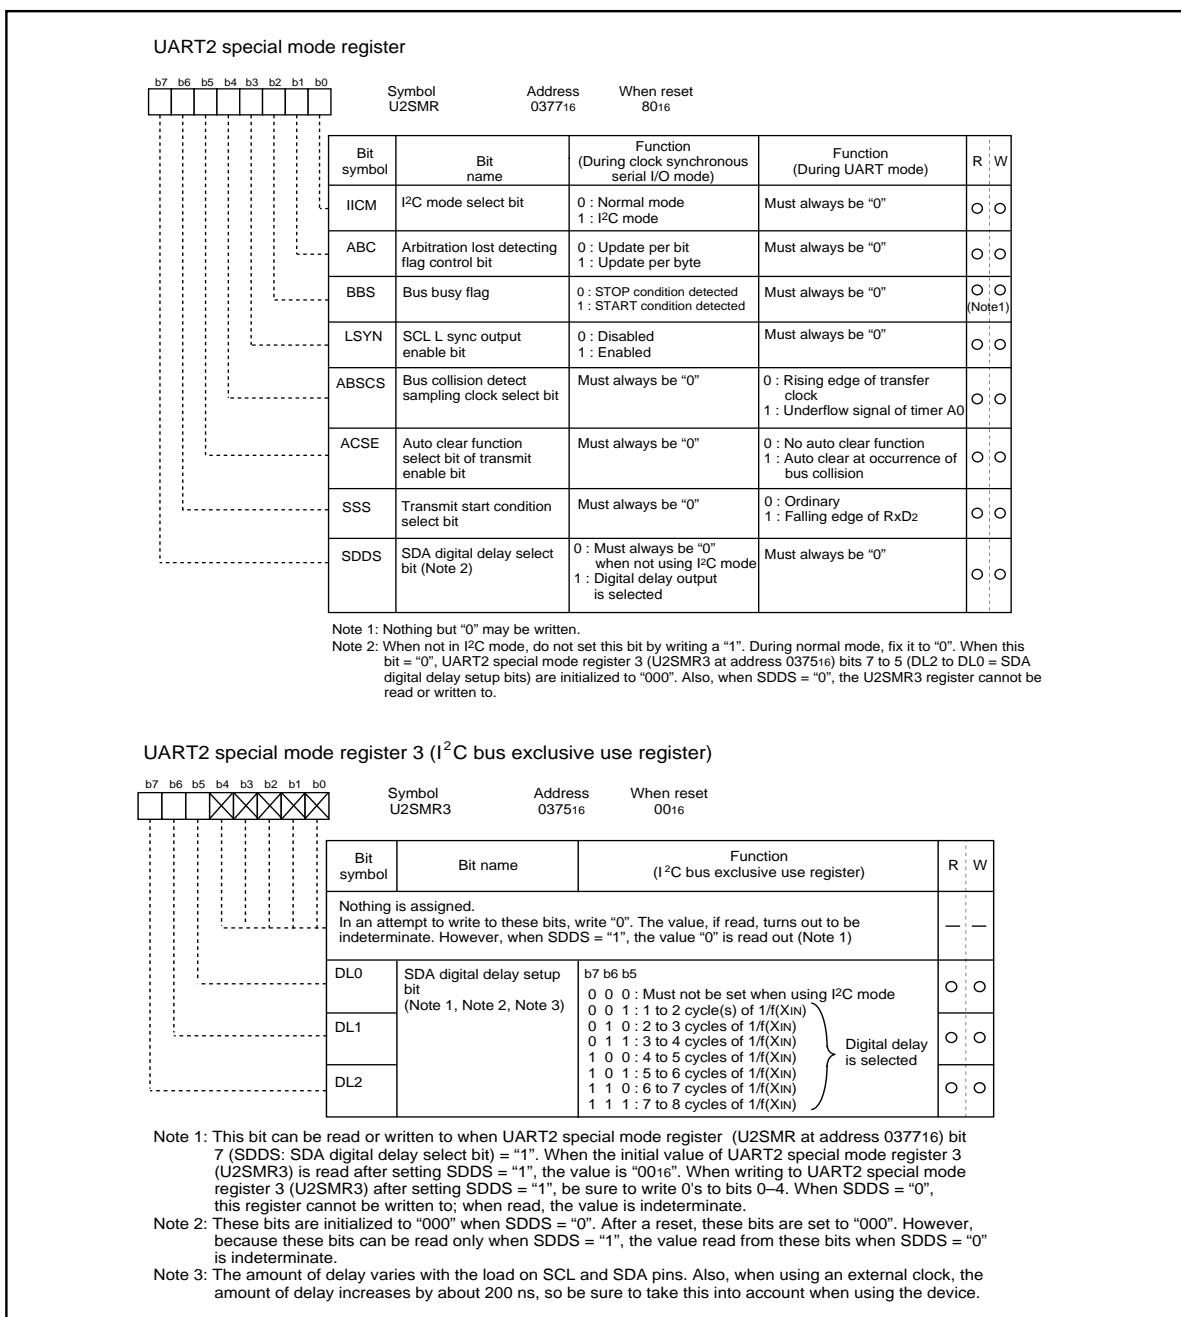 UART2 special mode register
b7 b6 b5 b4 b3 b2 b1 b0
Symbol Address When reset
U2SMR 037716 8016
Bit symbol Bit name Function (During clock synchronous serial I/O mode) Function (During UART mode) R W
IICM I2C mode select bit 0 : Normal mode Must always be “0”
1 : I2C mode
ABC Arbitration lost detecting 0 : Update per bit Must always be “0”
flag control bit 1 : Update per byte
BBS Bus busy flag 0 : STOP condition detected Must always be “0”
1 : START condition detected (Note1)
LSYN SCL L sync output 0 : Disabled Must always be “0”
enable bit 1 : Enabled
ABSCS Bus collision detect Must always be “0” 0 : Rising edge of transfer
sampling clock select bit clock
1 : Underflow signal of timer A0
ACSE Auto clear function Must always be “0” 0 : No auto clear function
select bit of transmit 1 : Auto clear at occurrence of
enable bit bus collision
SSS Transmit start condition Must always be “0” 0 : Ordinary
select bit 1 : Falling edge of RxD2
SDDS SDA digital delay select 0 : Must always be “0” Must always be “0”
bit (Note 2) when not using I2C mode
1 : Digital delay output
is selected
Note 1: Nothing but “0” may be written.
Note 2: When not in I2C mode, do not set this bit by writing a “1”. During normal mode, fix it to “0”. When this
bit = “0”, UART2 special mode register 3 (U2SMR3 at address 037516) bits 7 to 5 (DL2 to DL0 = SDA
digital delay setup bits) are initialized to “000”. Also, when SDDS = “0”, the U2SMR3 register cannot be
read or written to.
UART2 special mode register 3 (I2C bus exclusive use register)
b7 b6 b5 b4 b3 b2 b1 b0
Symbol Address When reset
U2SMR3 037516 0016
Bit symbol Bit name Function (I2C bus exclusive use register) R W
Nothing is assigned.
In an attempt to write to these bits, write “0”. The value, if read, turns out to be
indeterminate. However, when SDDS = “1”, the value “0” is read out (Note 1) — —
DL0 SDA digital delay setup b7 b6 b5
bit 0 0 0 : Must not be set when using I2C mode
(Note 1, Note 2, Note 3) 0 0 1 : 1 to 2 cycle(s) of 1/f(XIN)
DL1 0 1 0 : 2 to 3 cycles of 1/f(XIN)
0 1 1 : 3 to 4 cycles of 1/f(XIN) Digital delay
1 0 0 : 4 to 5 cycles of 1/f(XIN) is selected
1 0 1 : 5 to 6 cycles of 1/f(XIN)
DL2 1 1 0 : 6 to 7 cycles of 1/f(XIN)
1 1 1 : 7 to 8 cycles of 1/f(XIN)
Note 1: This bit can be read or written to when UART2 special mode register (U2SMR at address 037716) bit
7 (SDDS: SDA digital delay select bit) = “1”. When the initial value of UART2 special mode register 3
(U2SMR3) is read after setting SDDS = “1”, the value is “0016”. When writing to UART2 special mode
register 3 (U2SMR3) after setting SDDS = “1”, be sure to write 0's to bits 0–4. When SDDS = “0”,
this register cannot be written to; when read, the value is indeterminate.
Note 2: These bits are initialized to “000” when SDDS = “0”. After a reset, these bits are set to “000”. However,
because these bits can be read only when SDDS = “1”, the value read from these bits when SDDS = “0”
is indeterminate.
Note 3: The amount of delay varies with the load on SCL and SDA pins. Also, when using an external clock, the
amount of delay increases by about 200 ns, so be sure to take this into account when using the device.